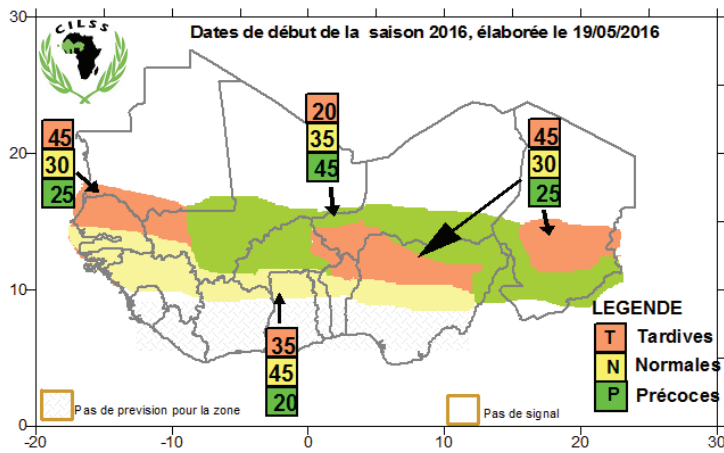 CILSS
Dates de début de la saison 2016, élaborée le 19/05/2016
30
20
10
0
45
30
25
20
35
45
45
30
25
35
45
20
LEGENDE
T Tardives
N Normales
P Précoces
Pas de prevision pour la zone
Pas de signal
-20 -10 0 10 20 30